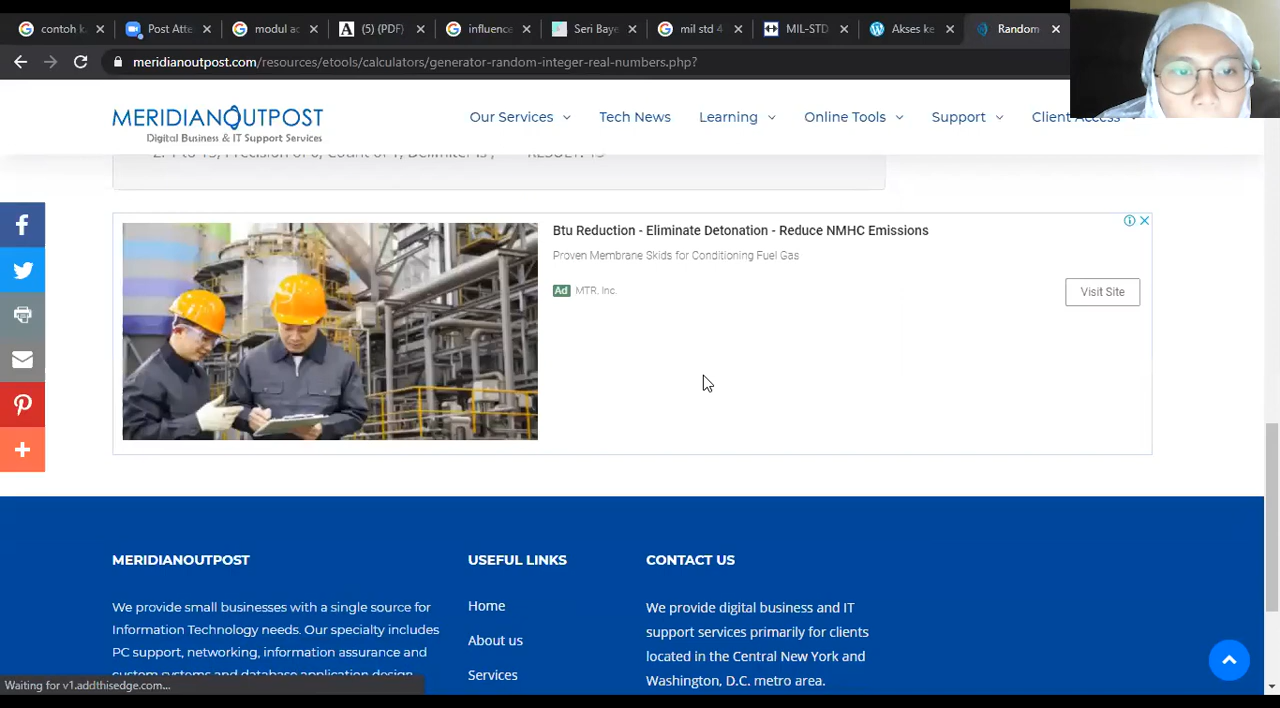 contoh k
Post Atte
modul ac
(5) (PDF)
influence
Seri Baye
mil std 4
MIL-STD
Akses ke
Random
meridianoutpost.com/resources/etools/calculators/generator-random-integer-real-numbers.php?
MERIDIANOUTPOST
Digital Business & IT Support Services
Our Services
Tech News
Learning
Online Tools
Support
Client Access
Btu Reduction - Eliminate Detonation - Reduce NMHC Emissions
Proven Membrane Skids for Conditioning Fuel Gas
Ad MTR, Inc.
Visit Site
MERIDIANOUTPOST
We provide small businesses with a single source for
Information Technology needs. Our specialty includes
PC support, networking, information assurance and
custom systems and database application design
USEFUL LINKS
Home
About us
Services
CONTACT US
We provide digital business and IT
support services primarily for clients
located in the Central New York and
Washington, D.C. metro area.
Waiting for v1.addthisedge.com...